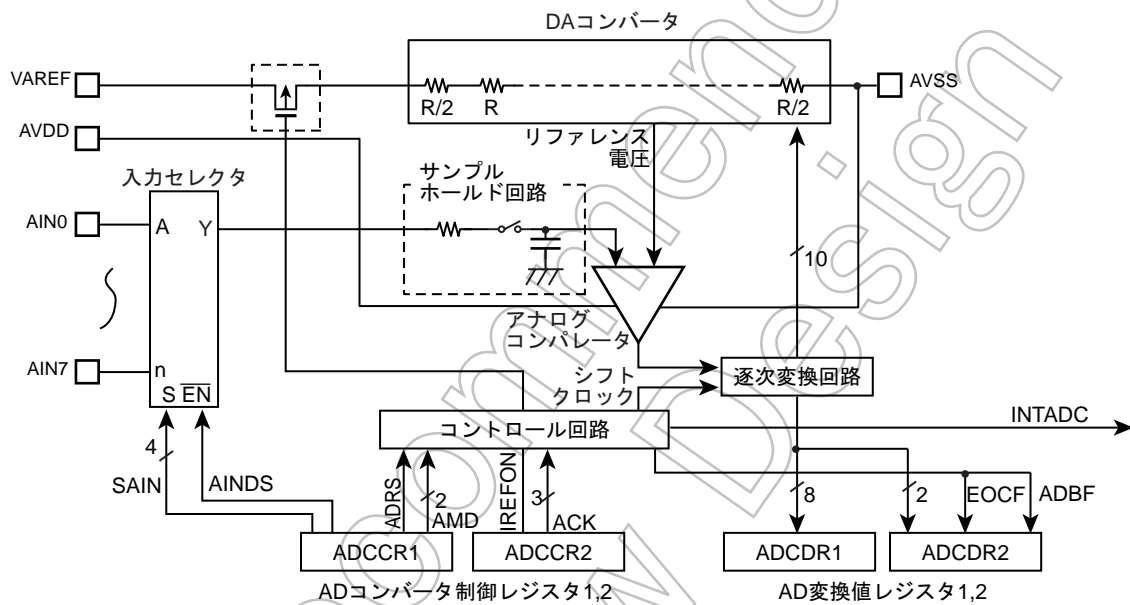 DAコンバータ
VAREF
AVSS
R/2
R
R/2
AVDD
リファレンス
電圧
入力セレクタ
サンプル
ホールド回路
AIN0
A
Y
10
アナログ
コンパレータ
AIN7
n
S
EN
シフト
クロック
逐次変換回路
コントロール回路
INTADC
4
SAIN
AINDS
ADRS
2
AMD
IREFON
3
ACK
8
2
EOCF
ADBF
ADCCR1
ADCCR2
ADCDR1
ADCDR2
ADコンバータ制御レジスタ1,2
AD変換値レジスタ1,2